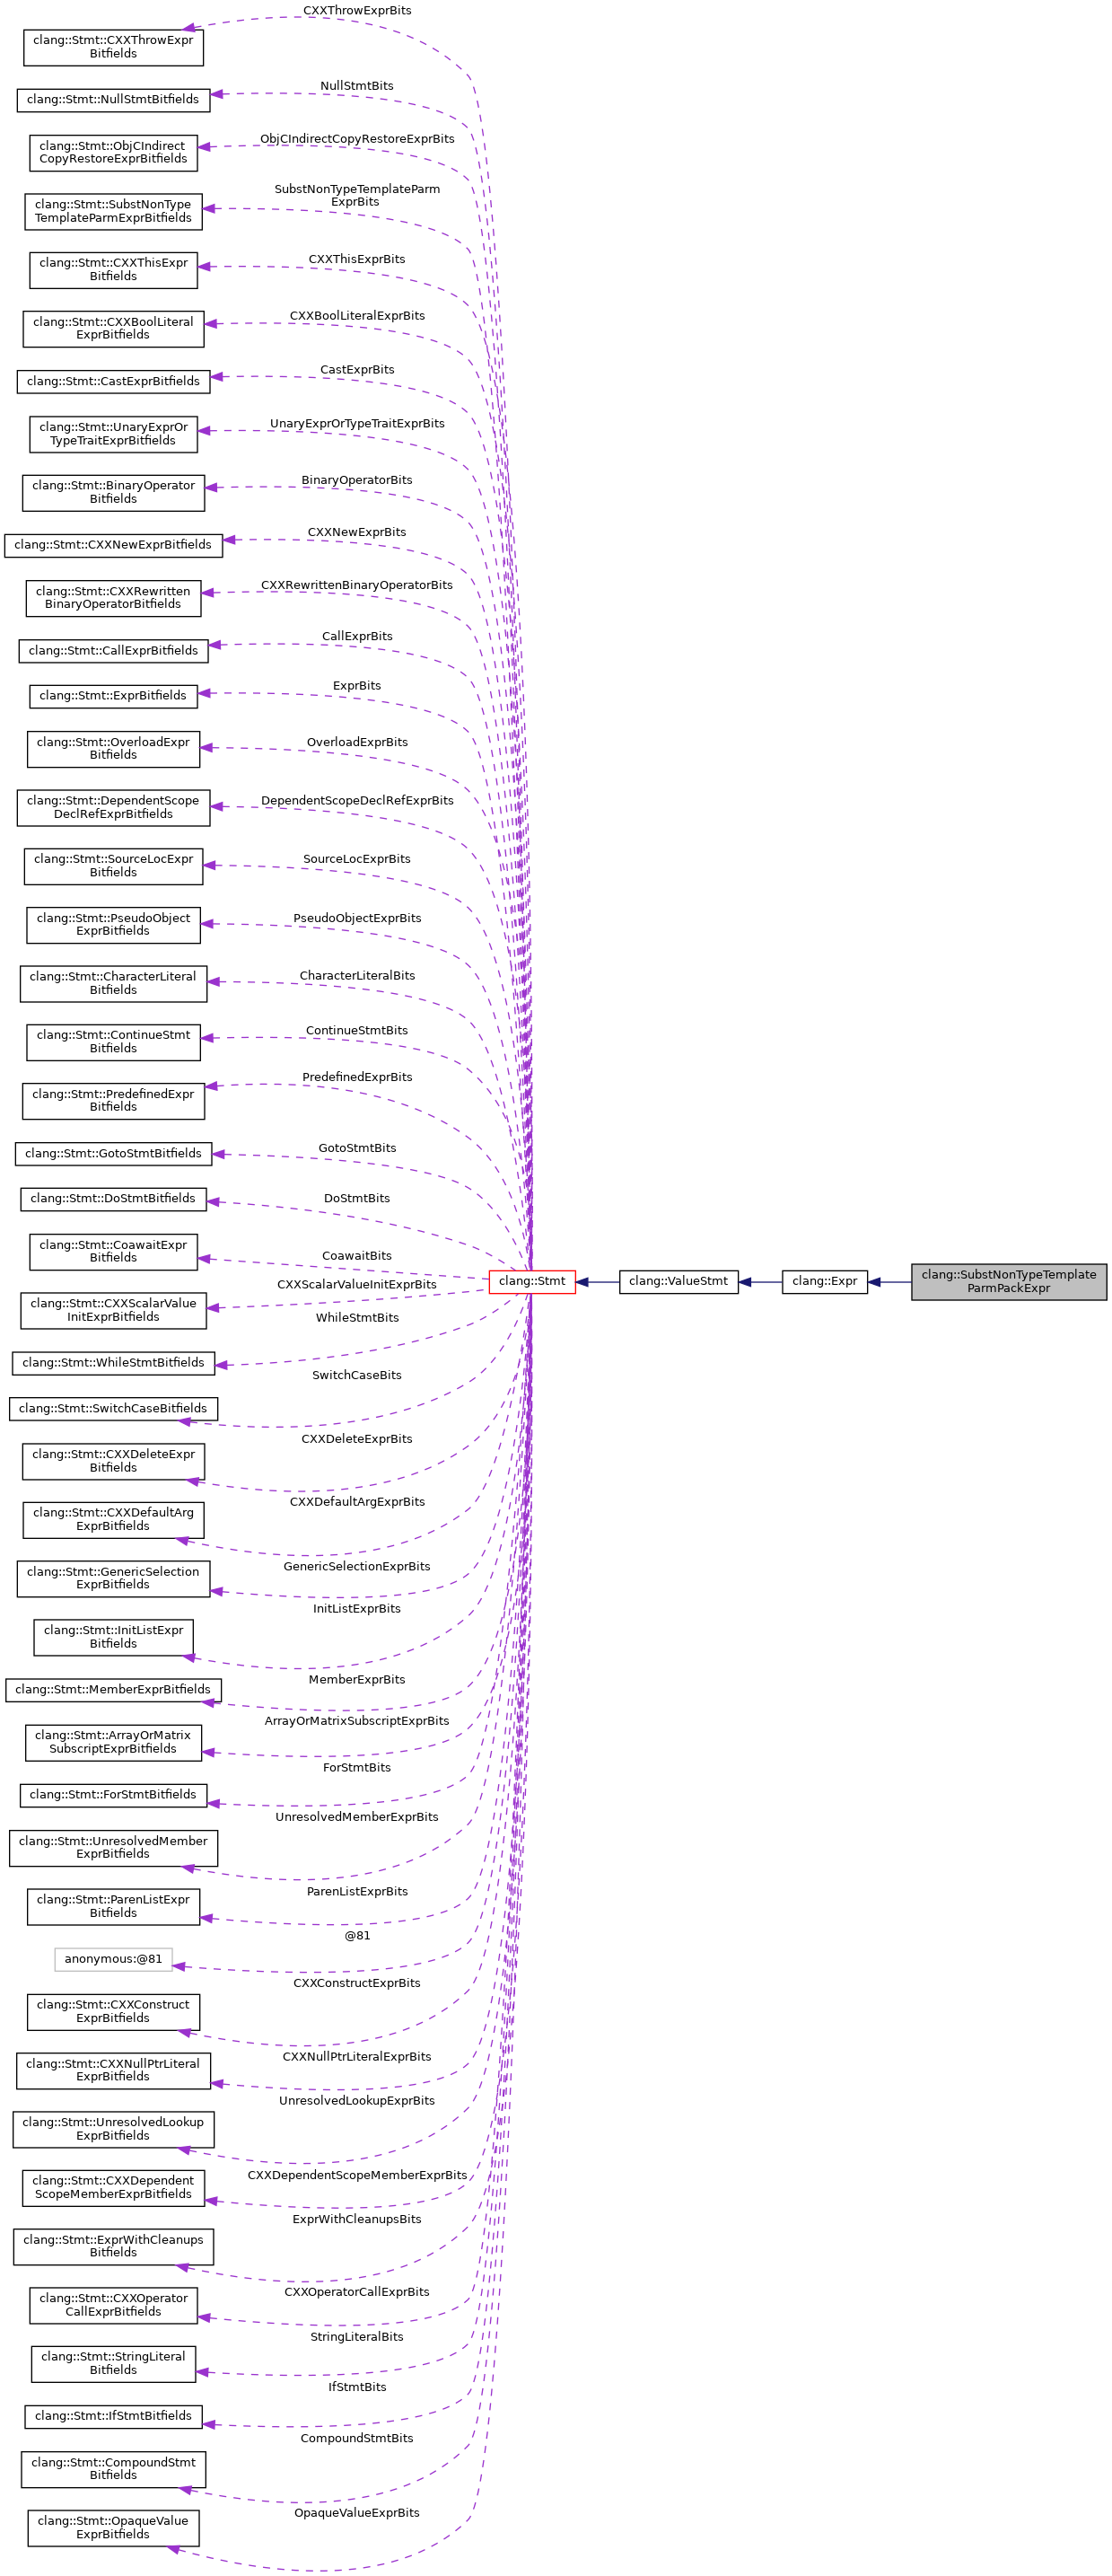 CXXThrowExprBits
clang::Stmt::CXXThrowExpr
Bitfields
NullStmtBits
clang::Stmt::NullStmtBitfields
ObjCIndirectCopyRestoreExprBits
clang::Stmt::ObjCIndirect
CopyRestoreExprBitfields
SubstNonTypeTemplateParm
ExprBits
clang::Stmt::SubstNonType
TemplateParmExprBitfields
CXXThisExprBits
clang::Stmt::CXXThisExpr
Bitfields
CXXBoolLiteralExprBits
clang::Stmt::CXXBoolLiteral
ExprBitfields
CastExprBits
clang::Stmt::CastExprBitfields
UnaryExprOrTypeTraitExprBits
clang::Stmt::UnaryExprOr
TypeTraitExprBitfields
BinaryOperatorBits
clang::Stmt::BinaryOperator
Bitfields
CXXNewExprBits
clang::Stmt::CXXNewExprBitfields
CXXRewrittenBinaryOperatorBits
clang::Stmt::CXXRewritten
BinaryOperatorBitfields
CallExprBits
clang::Stmt::CallExprBitfields
ExprBits
clang::Stmt::ExprBitfields
OverloadExprBits
clang::Stmt::OverloadExpr
Bitfields
DependentScopeDeclRefExprBits
clang::Stmt::DependentScope
DeclRefExprBitfields
SourceLocExprBits
clang::Stmt::SourceLocExpr
Bitfields
PseudoObjectExprBits
clang::Stmt::PseudoObject
ExprBitfields
CharacterLiteralBits
clang::Stmt::CharacterLiteral
Bitfields
ContinueStmtBits
clang::Stmt::ContinueStmt
Bitfields
PredefinedExprBits
clang::Stmt::PredefinedExpr
Bitfields
GotoStmtBits
clang::Stmt::GotoStmtBitfields
DoStmtBits
clang::Stmt::DoStmtBitfields
CoawaitBits
clang::Stmt::CoawaitExpr
Bitfields
clang::Stmt
clang::ValueStmt
clang::Expr
clang::SubstNonTypeTemplate
ParmPackExpr
CXXScalarValueInitExprBits
clang::Stmt::CXXScalarValue
InitExprBitfields
WhileStmtBits
clang::Stmt::WhileStmtBitfields
SwitchCaseBits
clang::Stmt::SwitchCaseBitfields
CXXDeleteExprBits
clang::Stmt::CXXDeleteExpr
Bitfields
CXXDefaultArgExprBits
clang::Stmt::CXXDefaultArg
ExprBitfields
GenericSelectionExprBits
clang::Stmt::GenericSelection
ExprBitfields
InitListExprBits
clang::Stmt::InitListExpr
Bitfields
MemberExprBits
clang::Stmt::MemberExprBitfields
ArrayOrMatrixSubscriptExprBits
clang::Stmt::ArrayOrMatrix
SubscriptExprBitfields
ForStmtBits
clang::Stmt::ForStmtBitfields
UnresolvedMemberExprBits
clang::Stmt::UnresolvedMember
ExprBitfields
ParenListExprBits
clang::Stmt::ParenListExpr
Bitfields
@81
anonymous:@81
CXXConstructExprBits
clang::Stmt::CXXConstruct
ExprBitfields
CXXNullPtrLiteralExprBits
clang::Stmt::CXXNullPtrLiteral
ExprBitfields
UnresolvedLookupExprBits
clang::Stmt::UnresolvedLookup
ExprBitfields
CXXDependentScopeMemberExprBits
clang::Stmt::CXXDependent
ScopeMemberExprBitfields
ExprWithCleanupsBits
clang::Stmt::ExprWithCleanups
Bitfields
CXXOperatorCallExprBits
clang::Stmt::CXXOperator
CallExprBitfields
StringLiteralBits
clang::Stmt::StringLiteral
Bitfields
IfStmtBits
clang::Stmt::IfStmtBitfields
CompoundStmtBits
clang::Stmt::CompoundStmt
Bitfields
OpaqueValueExprBits
clang::Stmt::OpaqueValue
ExprBitfields